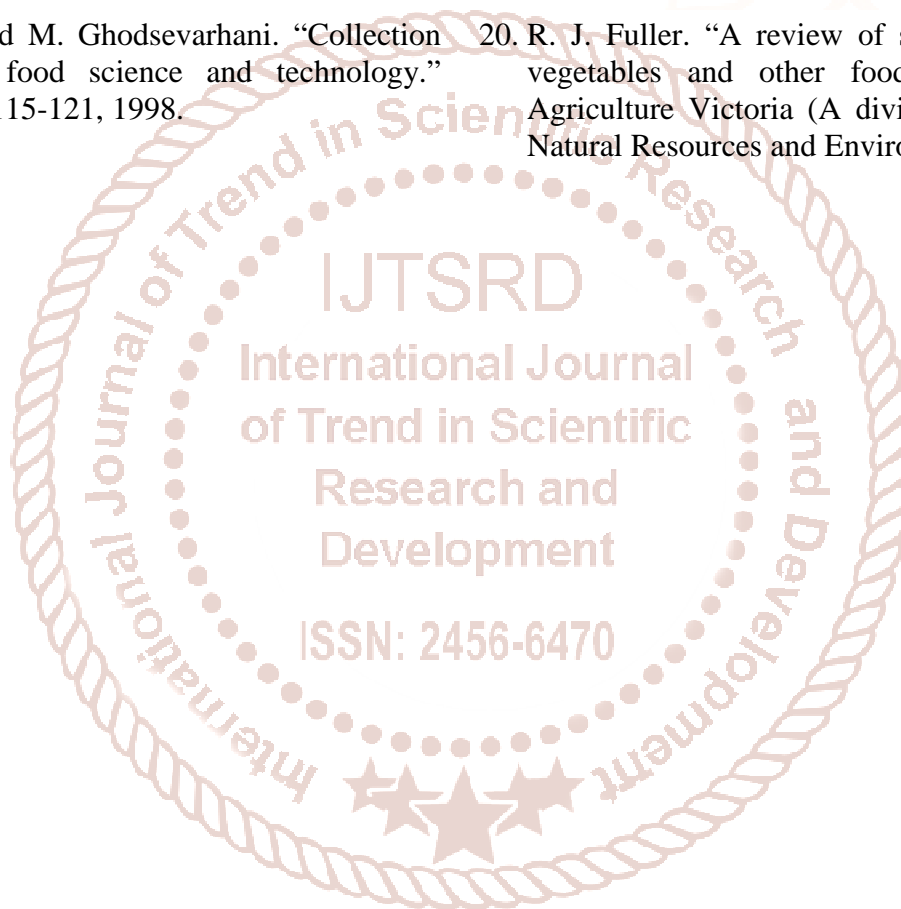 d M. Ghodsevarhani. “Collection
food science and technology.”
115-121, 1998.
20. R. J. Fuller. “A review of s
vegetables and other food
Agriculture Victoria (A divi
Natural Resources and Enviro
International Journal of Trend in Scientific Research and Development
IJTSRD
International Journal
of Trend in Scientific
Research and
Development
ISSN: 2456-6470